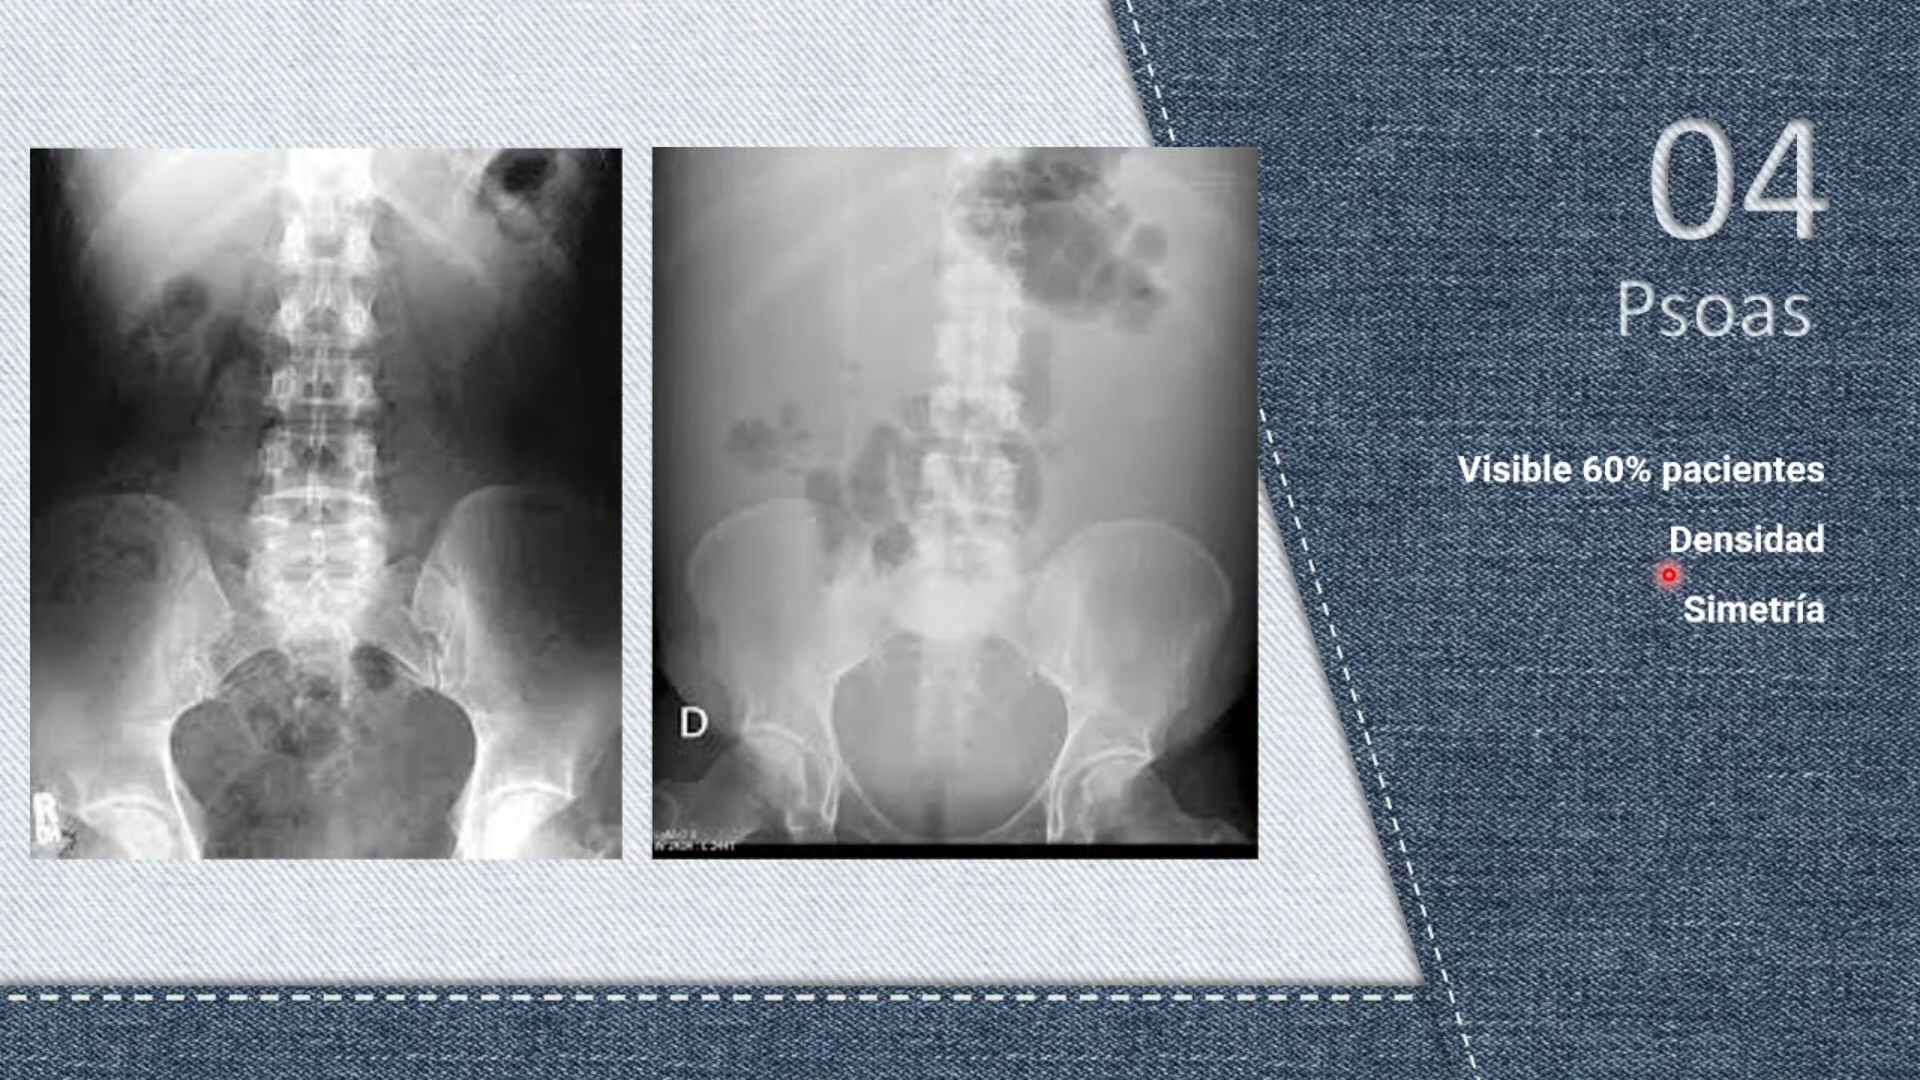 04
Psoas
Visible 60% pacientes
Densidad
Simetría
D
R